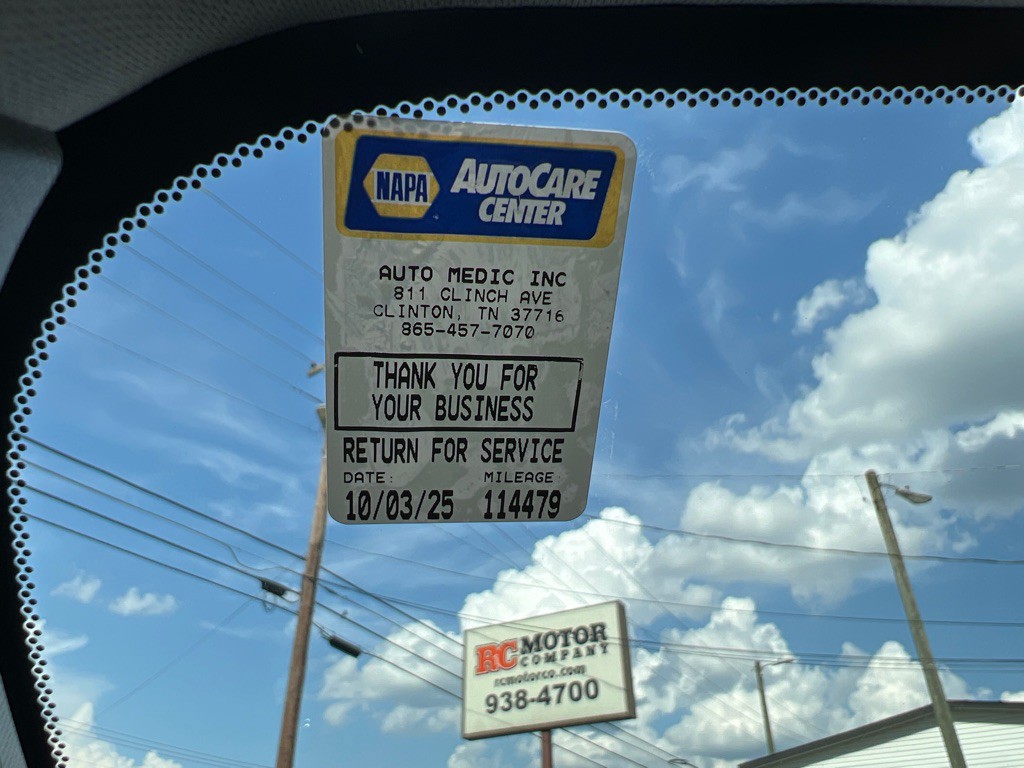 NAPA AUTOCARE
CENTER
AUTO MEDIC INC
811 CLINCH AVE
CLINTON, TN 37716
865-457-7070
THANK YOU FOR
YOUR BUSINESS
RETURN FOR SERVICE
DATE: MILEAGE:
10/03/25 114479
RC MOTOR
COMPANY
rcmotorco.com
938-4700